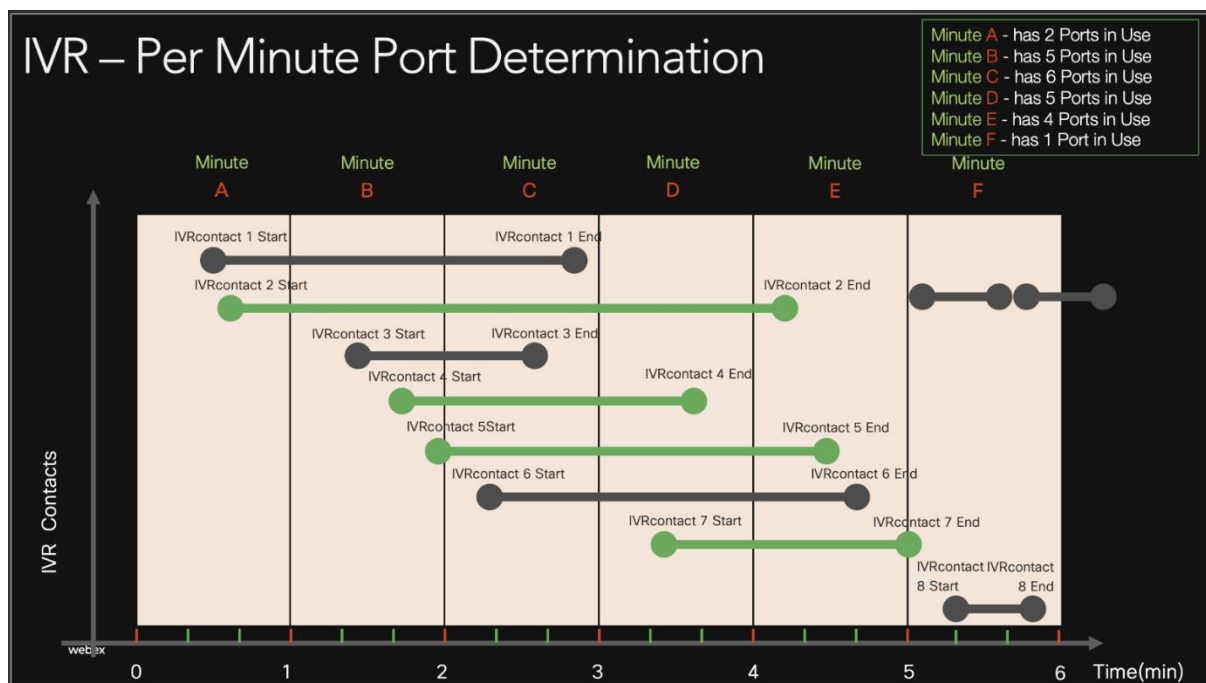 IVR – Per Minute Port Determination
Minute A - has 2 Ports in Use
Minute B - has 5 Ports in Use
Minute C - has 6 Ports in Use
Minute D - has 5 Ports in Use
Minute E - has 4 Ports in Use
Minute F - has 1 Port in Use
Minute Minute Minute Minute Minute Minute
A B C D E F
IVRcontact 1 Start IVRcontact 1 End
IVRcontact 2 Start IVRcontact 2 End
IVRcontact 3 Start IVRcontact 3 End
IVRcontact 4 Start IVRcontact 4 End
IVRcontact 5Start IVRcontact 5 End
IVRcontact 6 Start IVRcontact 6 End
IVRcontact 7 Start IVRcontact 7 End
IVRcontact IVRcontact
8 Start 8 End
IVR Contacts
webex
0 1 2 3 4 5 6 Time(min)